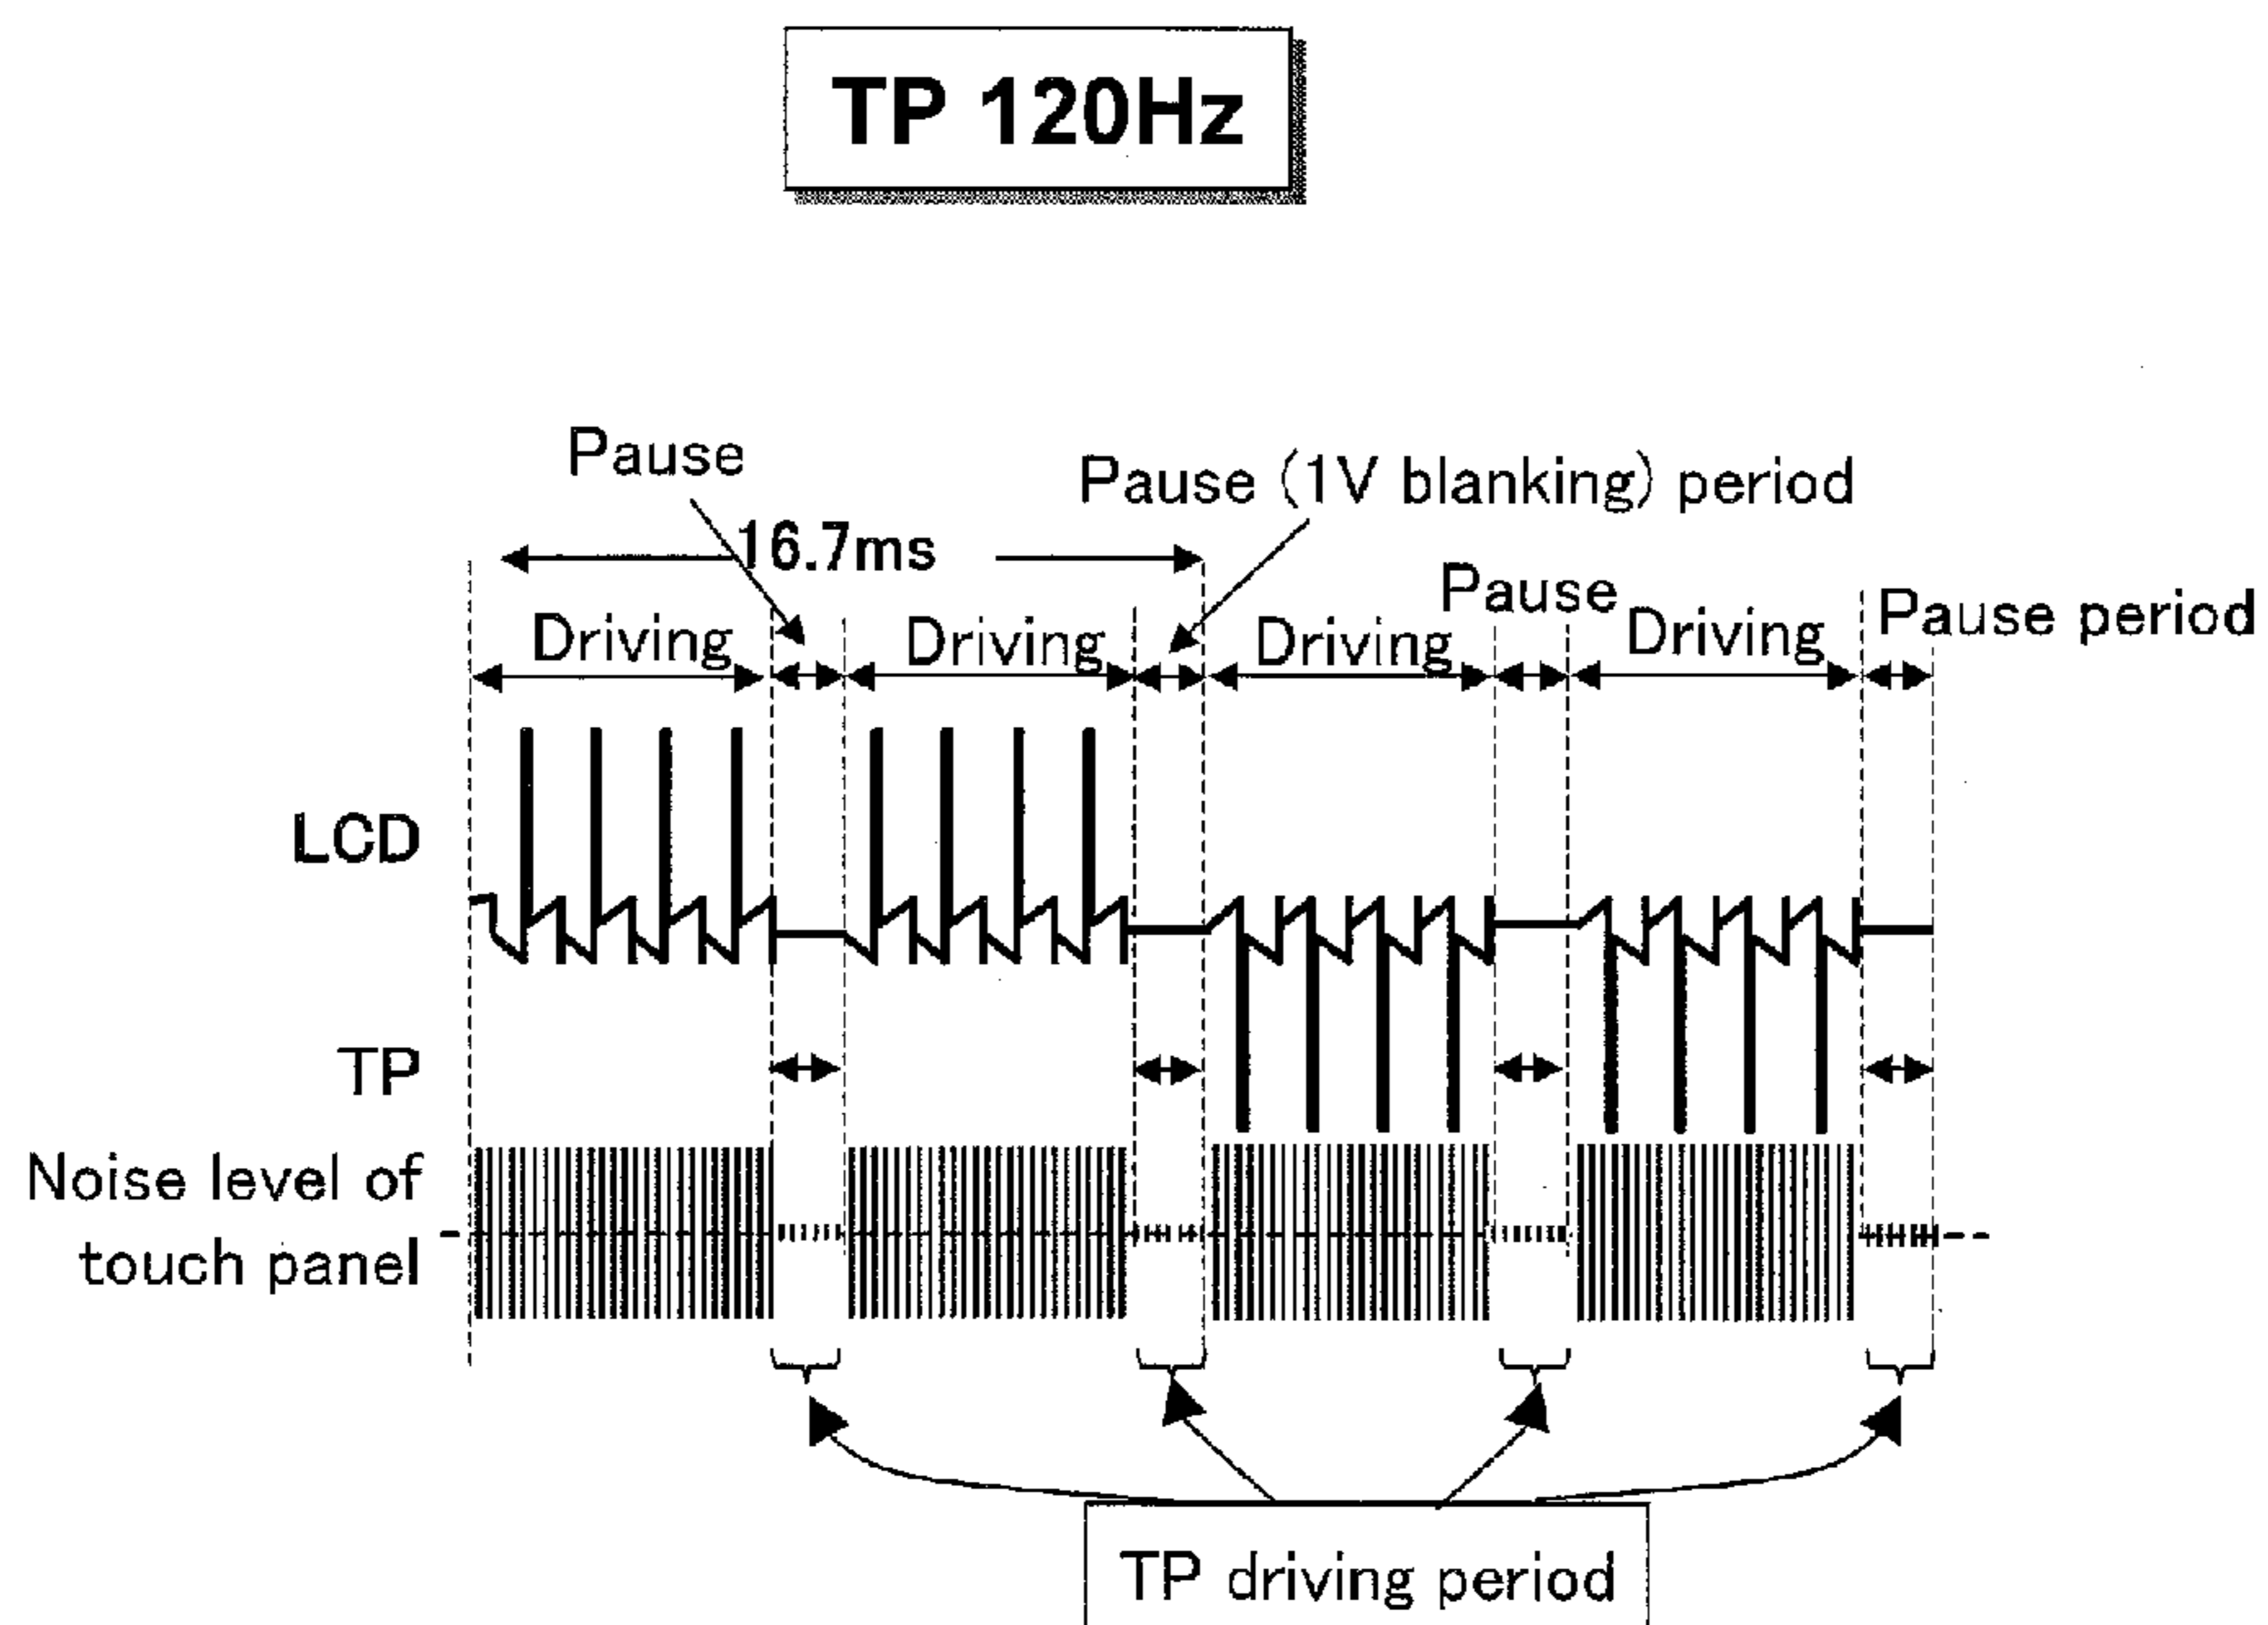 TP 120Hz
Pause
Pause (1V blanking) period
16.7ms
Pause
Pause period
Driving
Driving
Driving
Driving
LCD
TP
Noise level of
touch panel
TP driving period